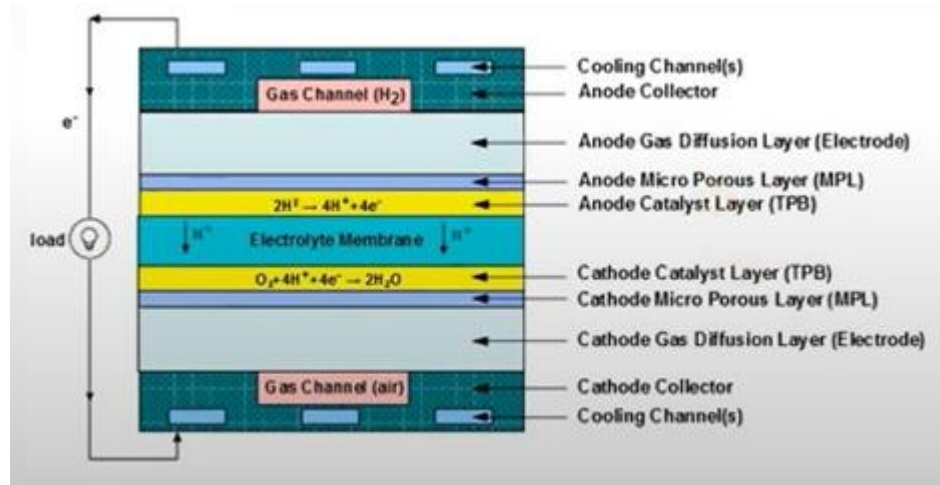 Cooling Channel(s)
Gas Channel (H₂)
Anode Collector
e⁻
Anode Gas Diffusion Layer (Electrode)
Anode Micro Porous Layer (MPL)
2H² → 4H⁺+4e⁻
Anode Catalyst Layer (TPB)
load
H⁺
Electrolyte Membrane
H⁺
O₂+4H⁺+4e⁻ → 2H₂O
Cathode Catalyst Layer (TPB)
Cathode Micro Porous Layer (MPL)
Cathode Gas Diffusion Layer (Electrode)
Gas Channel (air)
Cathode Collector
Cooling Channel(s)